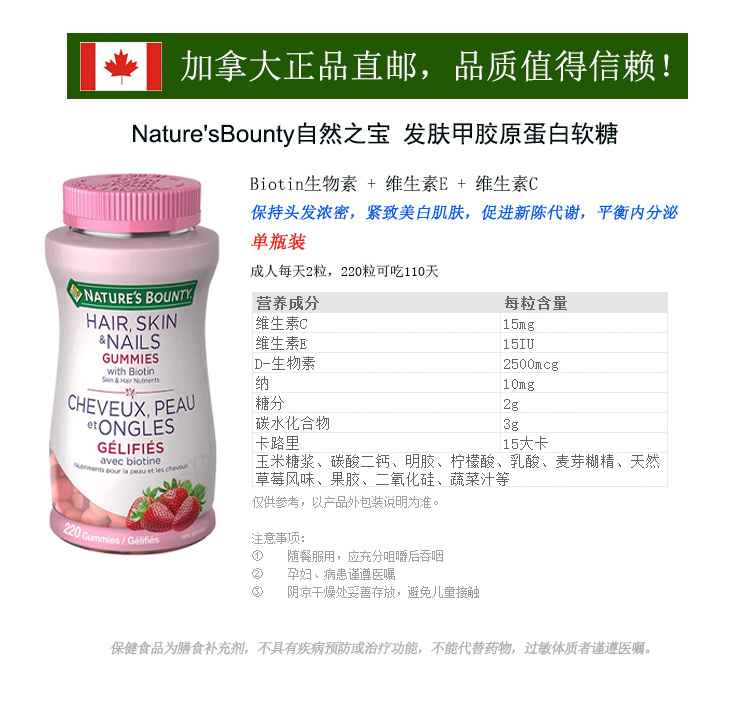 加拿大正品直邮，品质值得信赖！
Nature'sBounty自然之宝 发肤甲胶原蛋白软糖
Biotin生物素 + 维生素E + 维生素C
保持头发浓密，紧致美白肌肤，促进新陈代谢，平衡内分泌
单瓶装
成人每天2粒，220粒可吃110天
营养成分 每粒含量
维生素C 15mg
维生素E 15IU
D-生物素 2500mcg
纳 10mg
糖分 2g
碳水化合物 3g
卡路里 15大卡
玉米糖浆、碳酸二钙、明胶、柠檬酸、乳酸、麦芽糊精、天然
草莓风味、果胶、二氧化硅、蔬菜汁等
仅供参考，以产品外包装说明为准。
注意事项：
① 随餐服用，应充分咀嚼后吞咽
② 孕妇、病患谨遵医嘱
③ 阴凉干燥处妥善存放，避免儿童接触
NATURE'S BOUNTY
HAIR, SKIN
& NAILS
GUMMIES
with Biotin
Skin & Hair Nutrients
CHEVEUX, PEAU
et ONGLES
GÉLIFIÉS
avec biotine
Nutriments pour la peau et les cheveux
220 Gummies / Gélifiés
保健食品为膳食补充剂，不具有疾病预防或治疗功能，不能代替药物，过敏体质者谨遵医嘱。